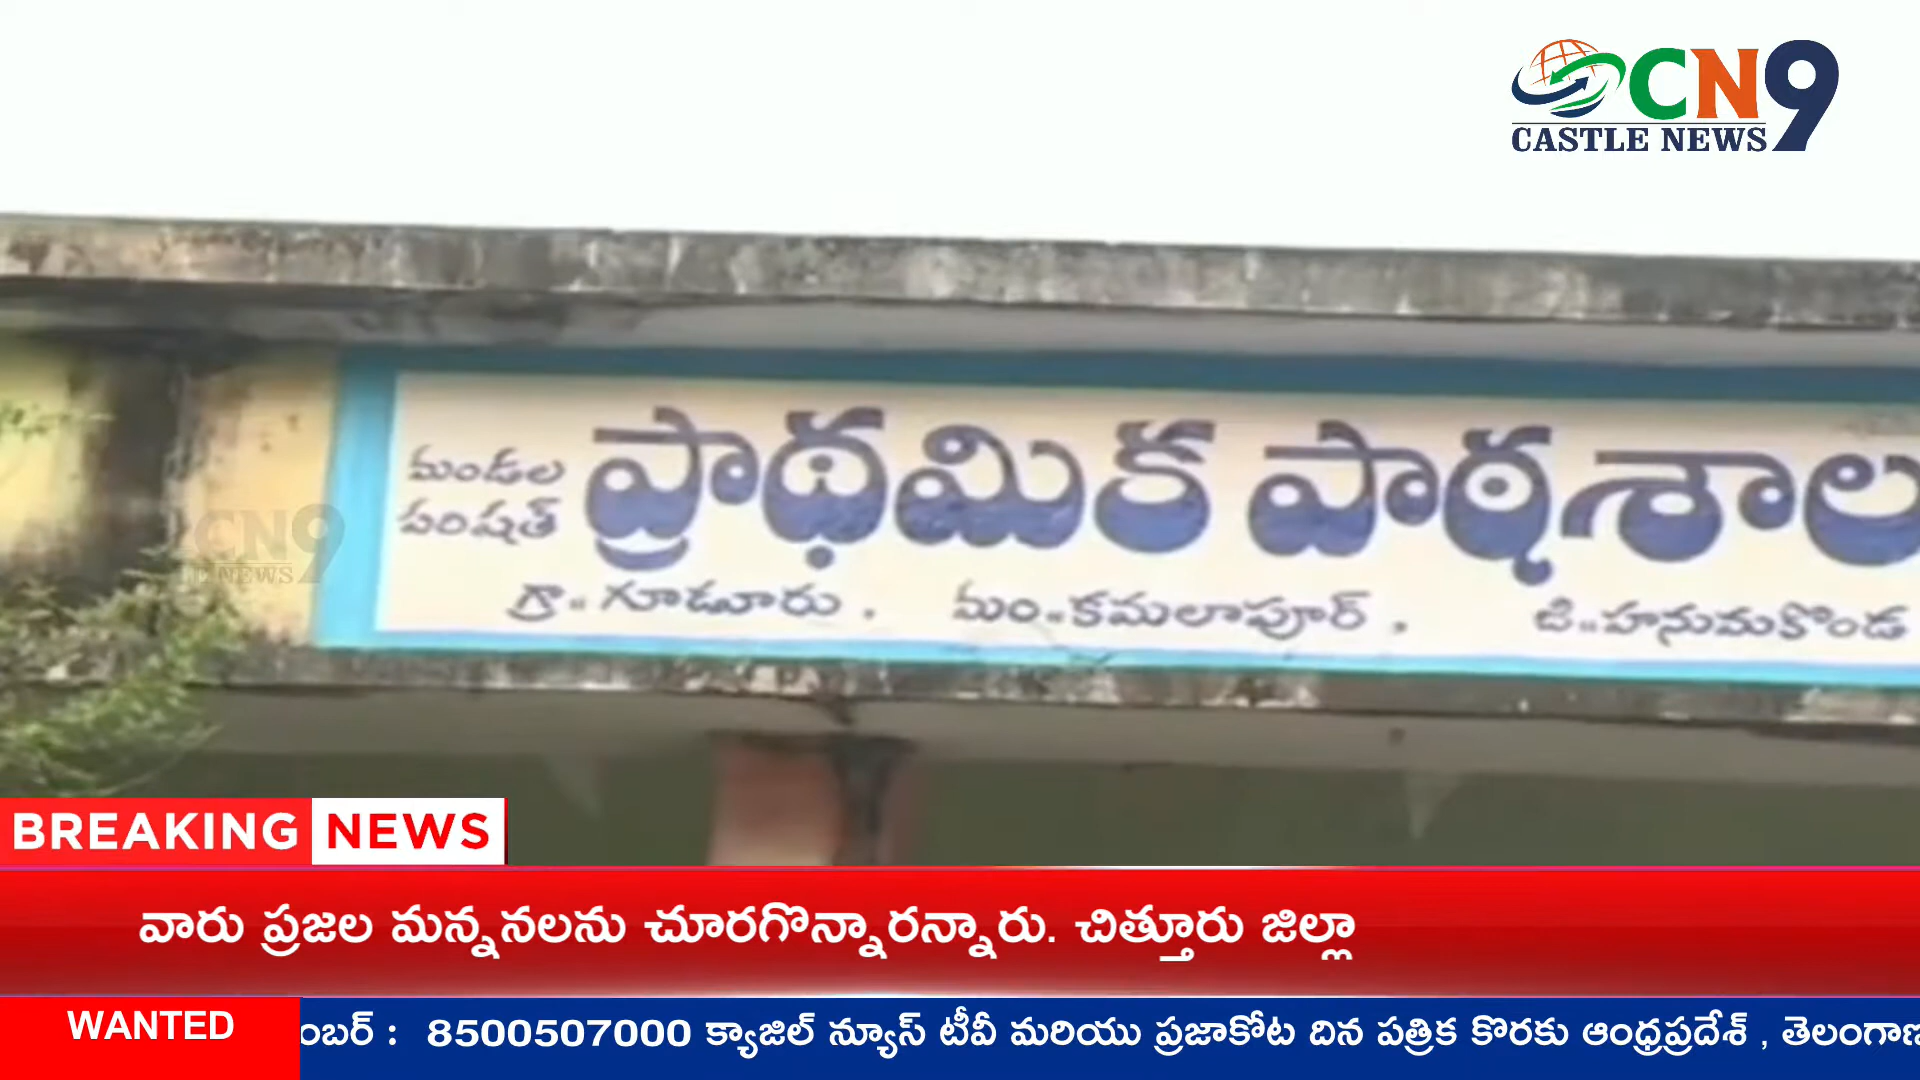 CN9
CASTLE NEWS
మండల
పరిషత్
ప్రాథమిక పాఠశాల
గ్రా॥గూడూరు. మం॥కమలాపూర్. జి॥హనుమకొండ
CN9
BREAKING NEWS
వారు ప్రజల మన్ననలను చూరగొన్నారన్నారు. చిత్తూరు జిల్లా
WANTED
ంబర్ : 8500507000 క్యాజిల్ న్యూస్ టీవీ మరియు ప్రజాకోట దిన పత్రిక కొరకు ఆంధ్రప్రదేశ్ , తెలంగాణ